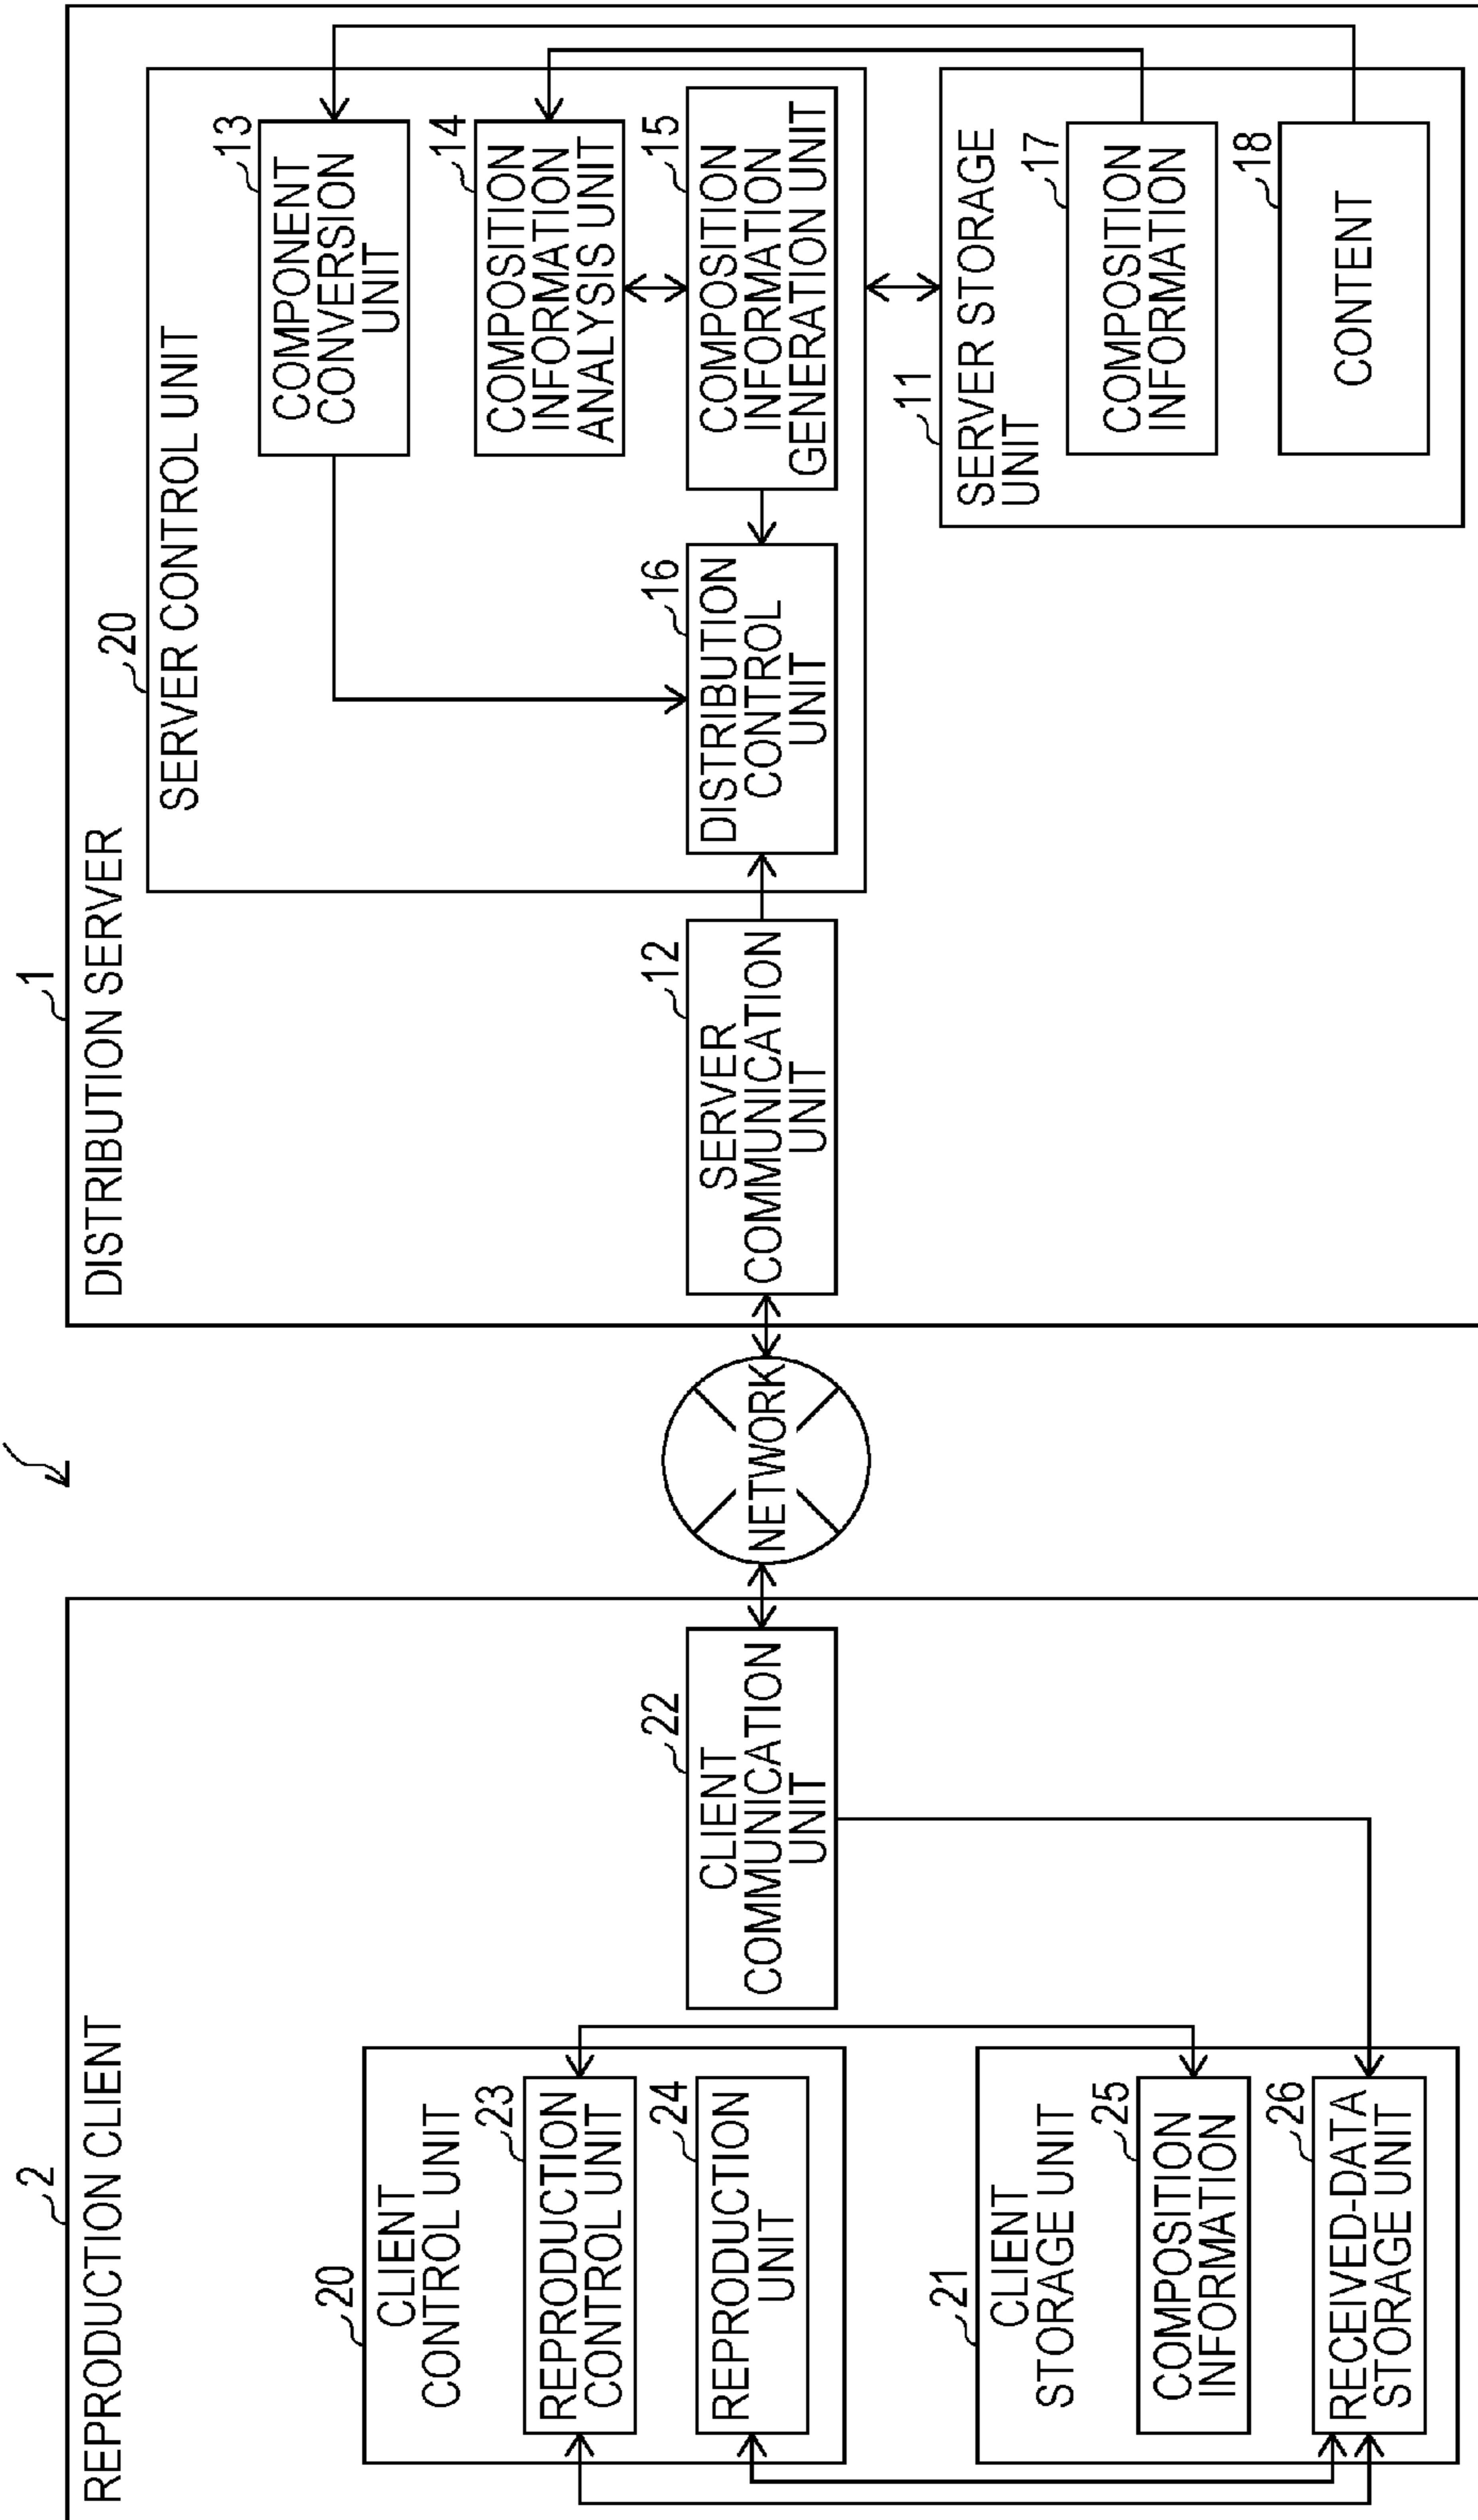 2
REPRODUCTION CLIENT
20
CLIENT
CONTROL UNIT
23
REPRODUCTION
CONTROL UNIT
24
REPRODUCTION
UNIT
21
CLIENT
STORAGE UNIT
25
COMPOSITION
INFORMATION
26
RECEIVED-DATA
STORAGE UNIT
22
CLIENT
COMMUNICATION
UNIT
NETWORK
1
DISTRIBUTION SERVER
12
SERVER
COMMUNICATION
UNIT
20
SERVER CONTROL UNIT
16
DISTRIBUTION
CONTROL
UNIT
13
COMPONENT
CONVERSION
UNIT
14
COMPOSITION
INFORMATION
ANALYSIS UNIT
15
COMPOSITION
INFORMATION
GENERATION UNIT
11
SERVER STORAGE
UNIT
17
COMPOSITION
INFORMATION
18
CONTENT